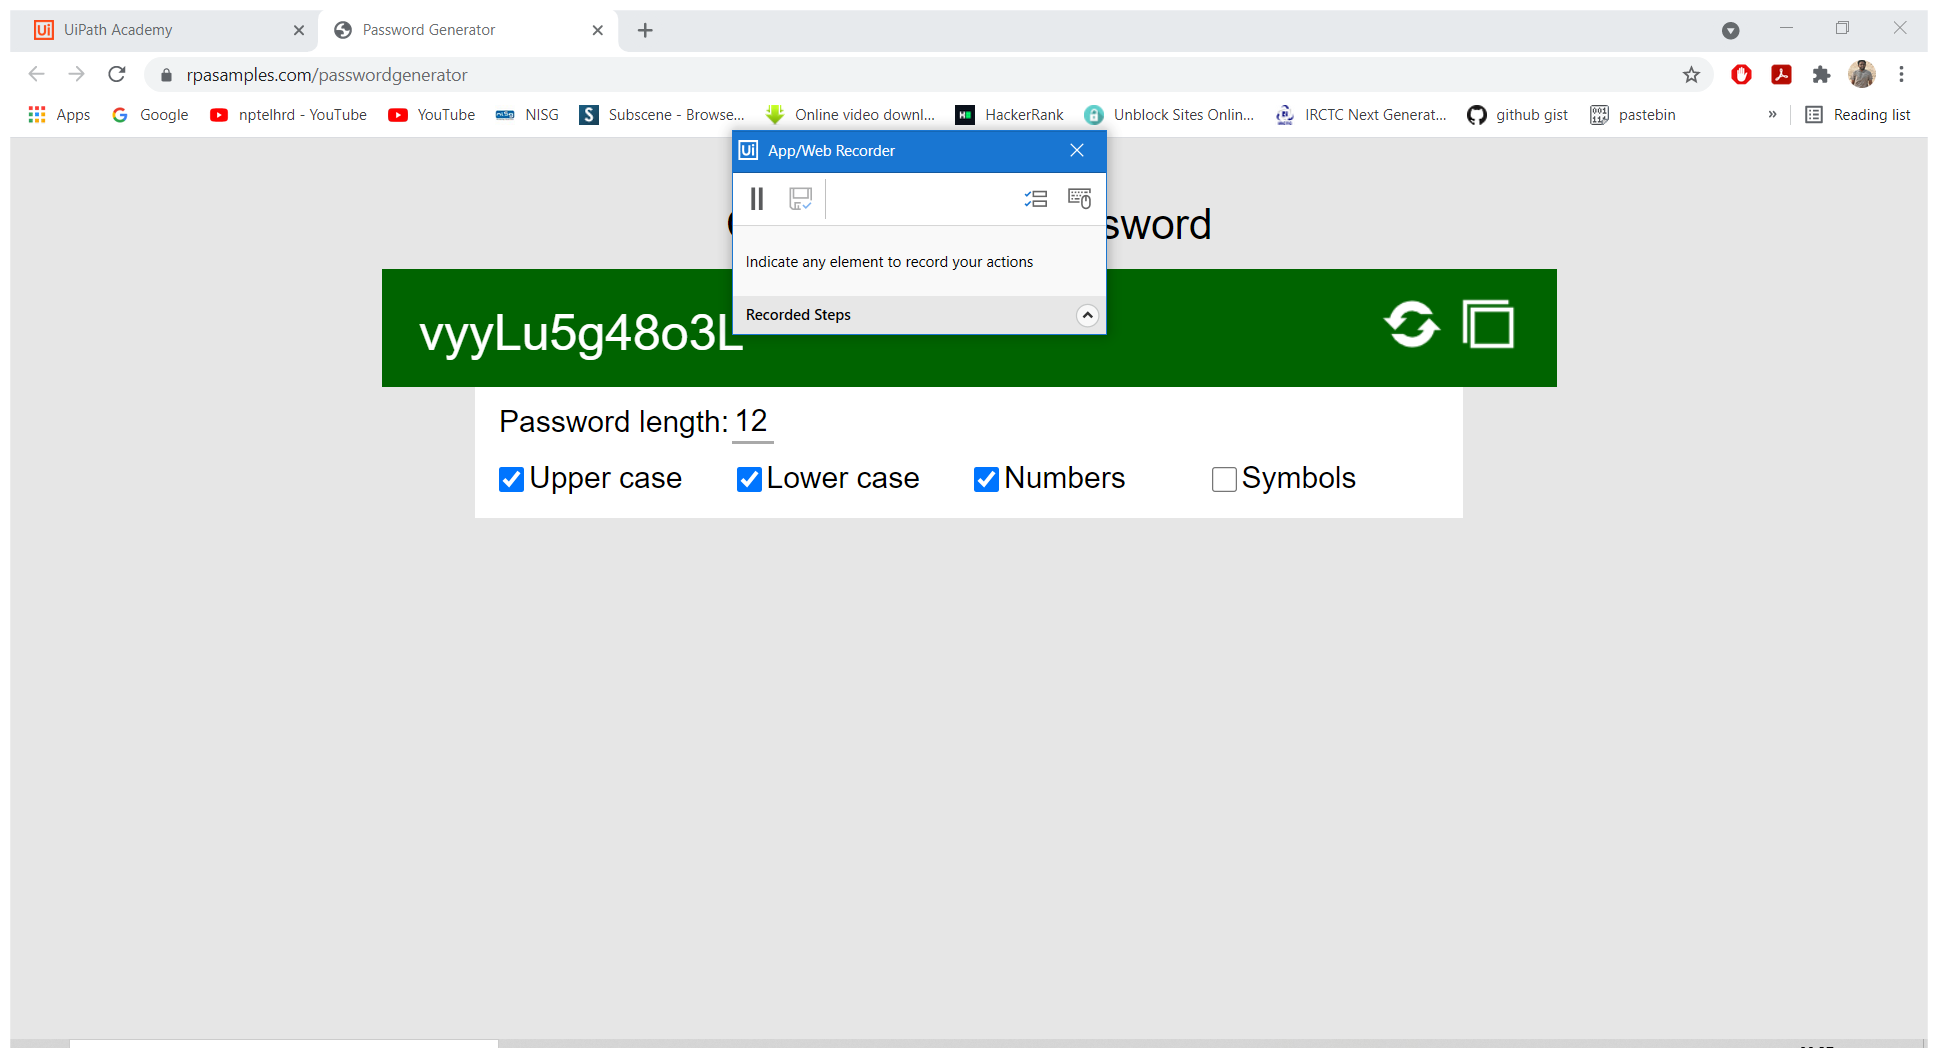 Ui UiPath Academy Password Generator
rpasamples.com/passwordgenerator
Apps Google nptelhrd - YouTube YouTube NISG Subscene - Browse... Online video downl... HackerRank Unblock Sites Onlin... IRCTC Next Generat... github gist pastebin » Reading list
Ui App/Web Recorder
sword
Indicate any element to record your actions
Recorded Steps
vyyLu5g48o3L
Password length: 12
Upper case Lower case Numbers Symbols